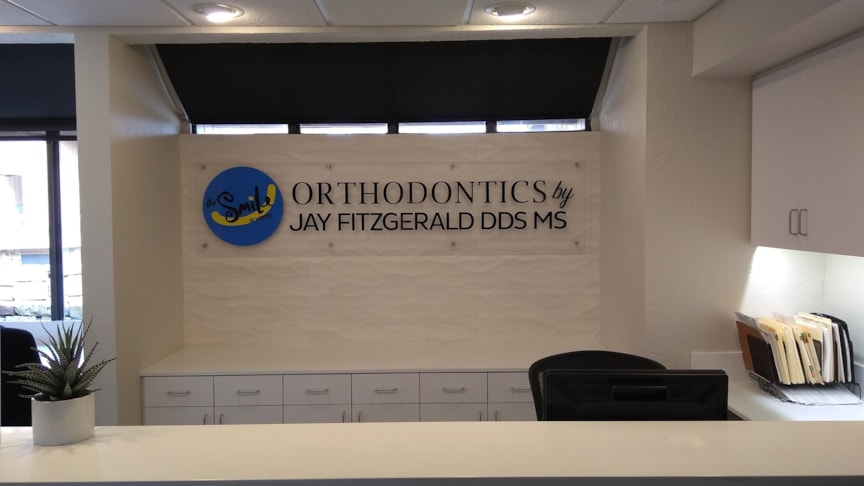 a
Smile
ORTHODONTICS by
JAY FITZGERALD DDS MS